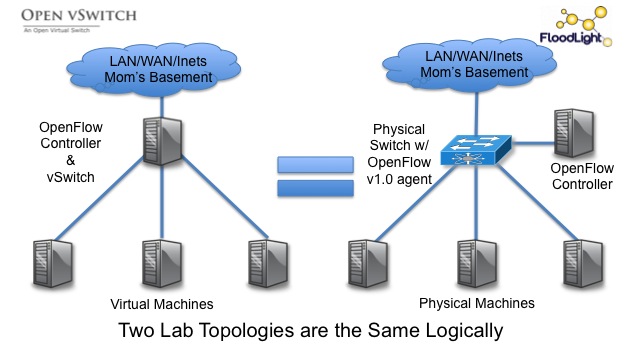 OPEN VSWITCH
An Open Virtual Switch
FloodLight
LAN/WAN/Inets
Mom's Basement
OpenFlow
Controller
&
vSwitch
Virtual Machines
LAN/WAN/Inets
Mom's Basement
Physical
Switch w/
OpenFlow
v1.0 agent
OpenFlow
Controller
Physical Machines
Two Lab Topologies are the Same Logically